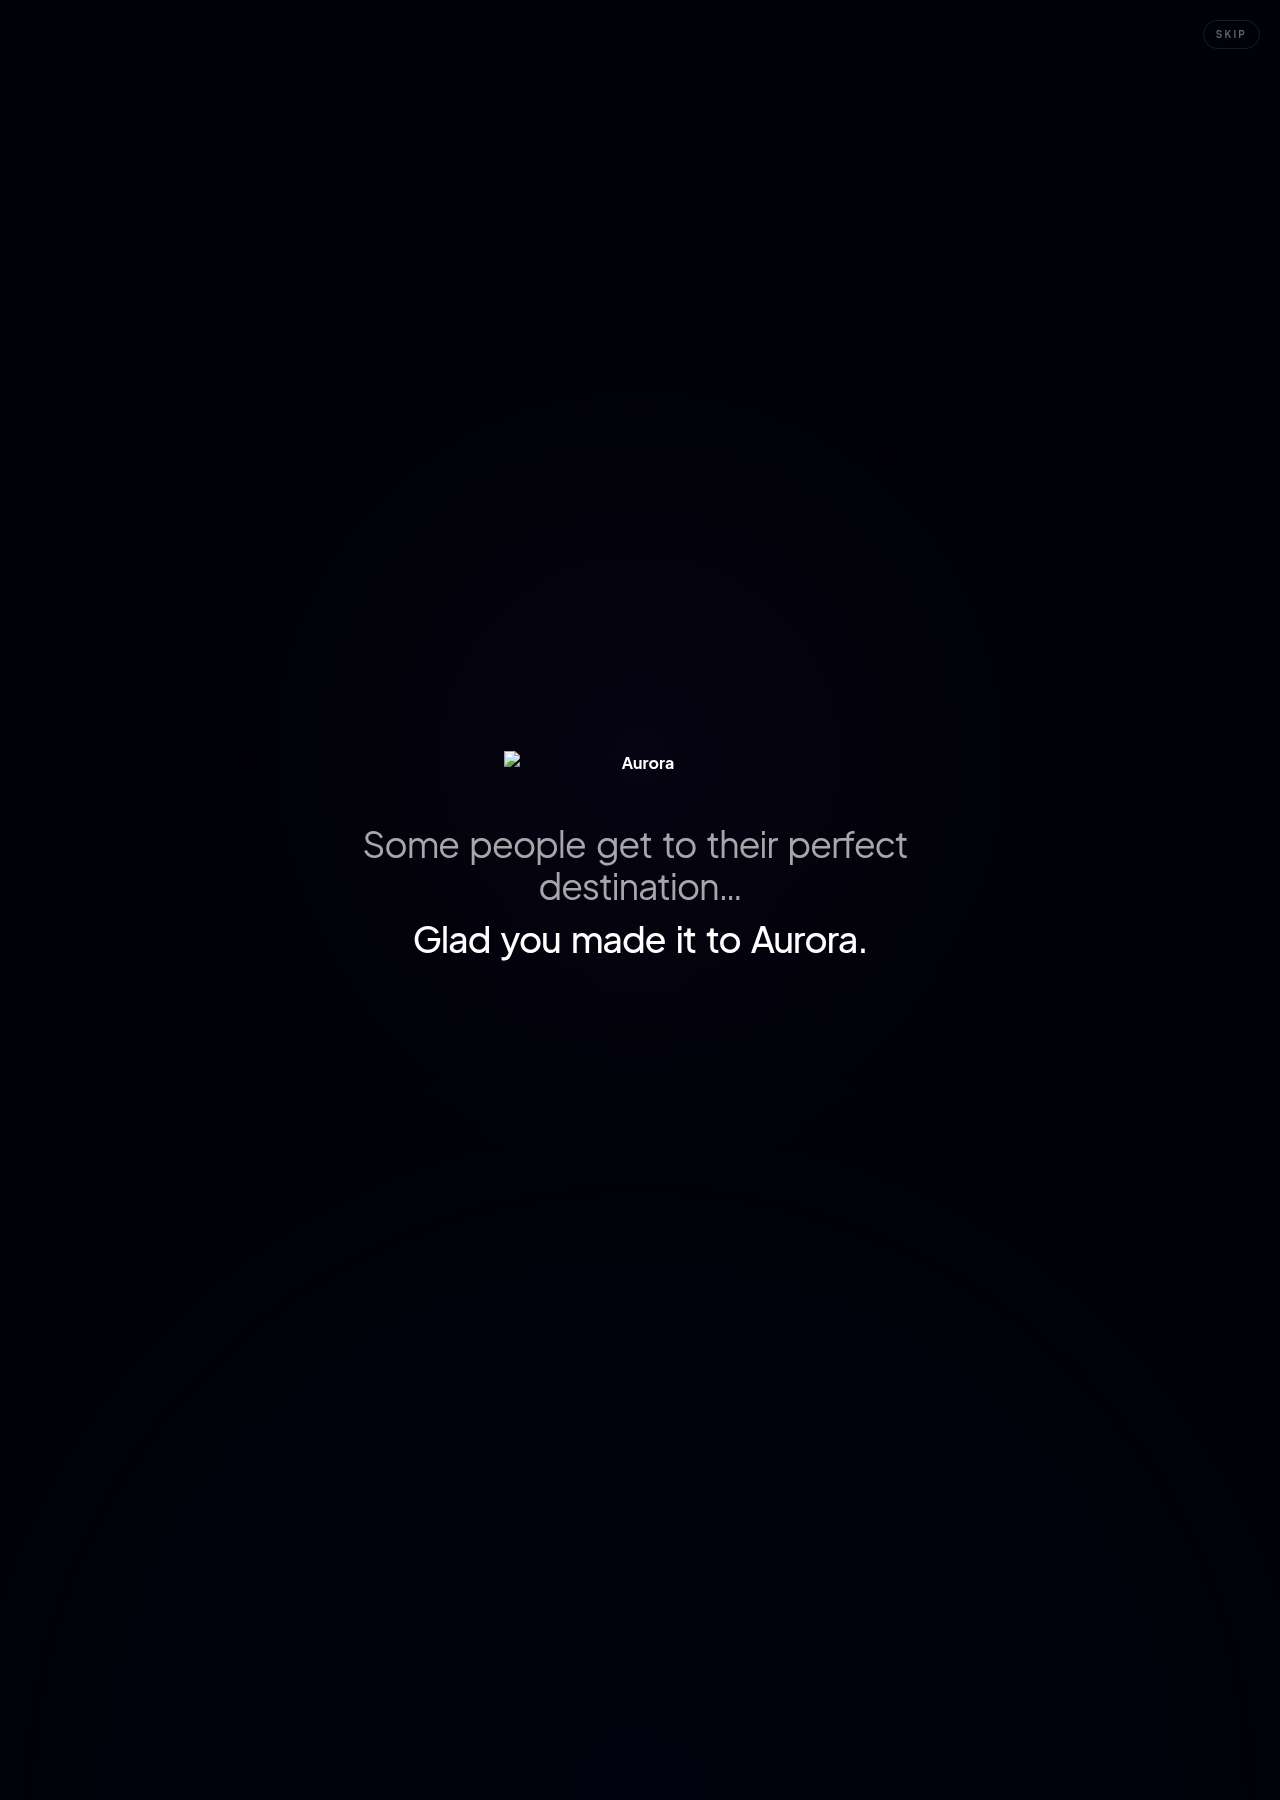 SKIP
Aurora
Some people get to their perfect
destination...
Glad you made it to Aurora.